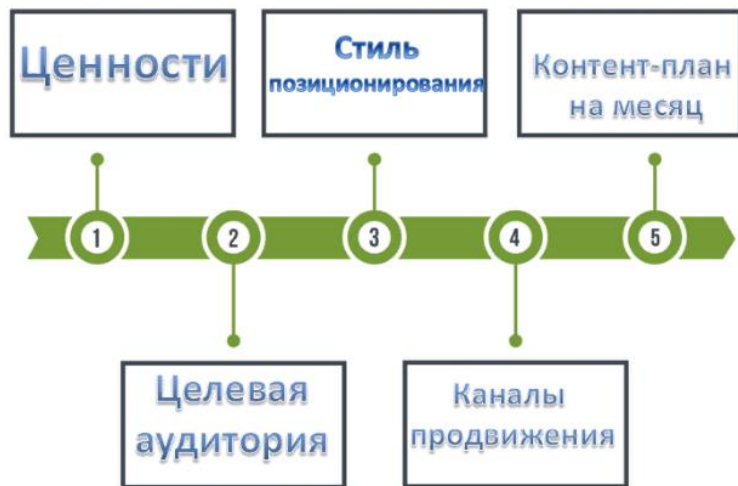 Ценности
Стиль
позиционирования
Контент-план
на месяц
1
2
3
4
5
Целевая
аудитория
Каналы
продвижения